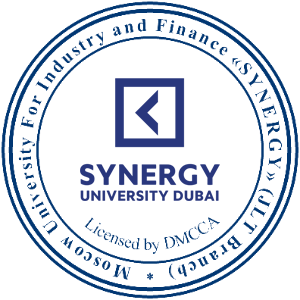 Moscow University For Industry and Finance «SYNERGY» (JLT Branch) *
SYNERGY
UNIVERSITY DUBAI
Licensed by DMCCA